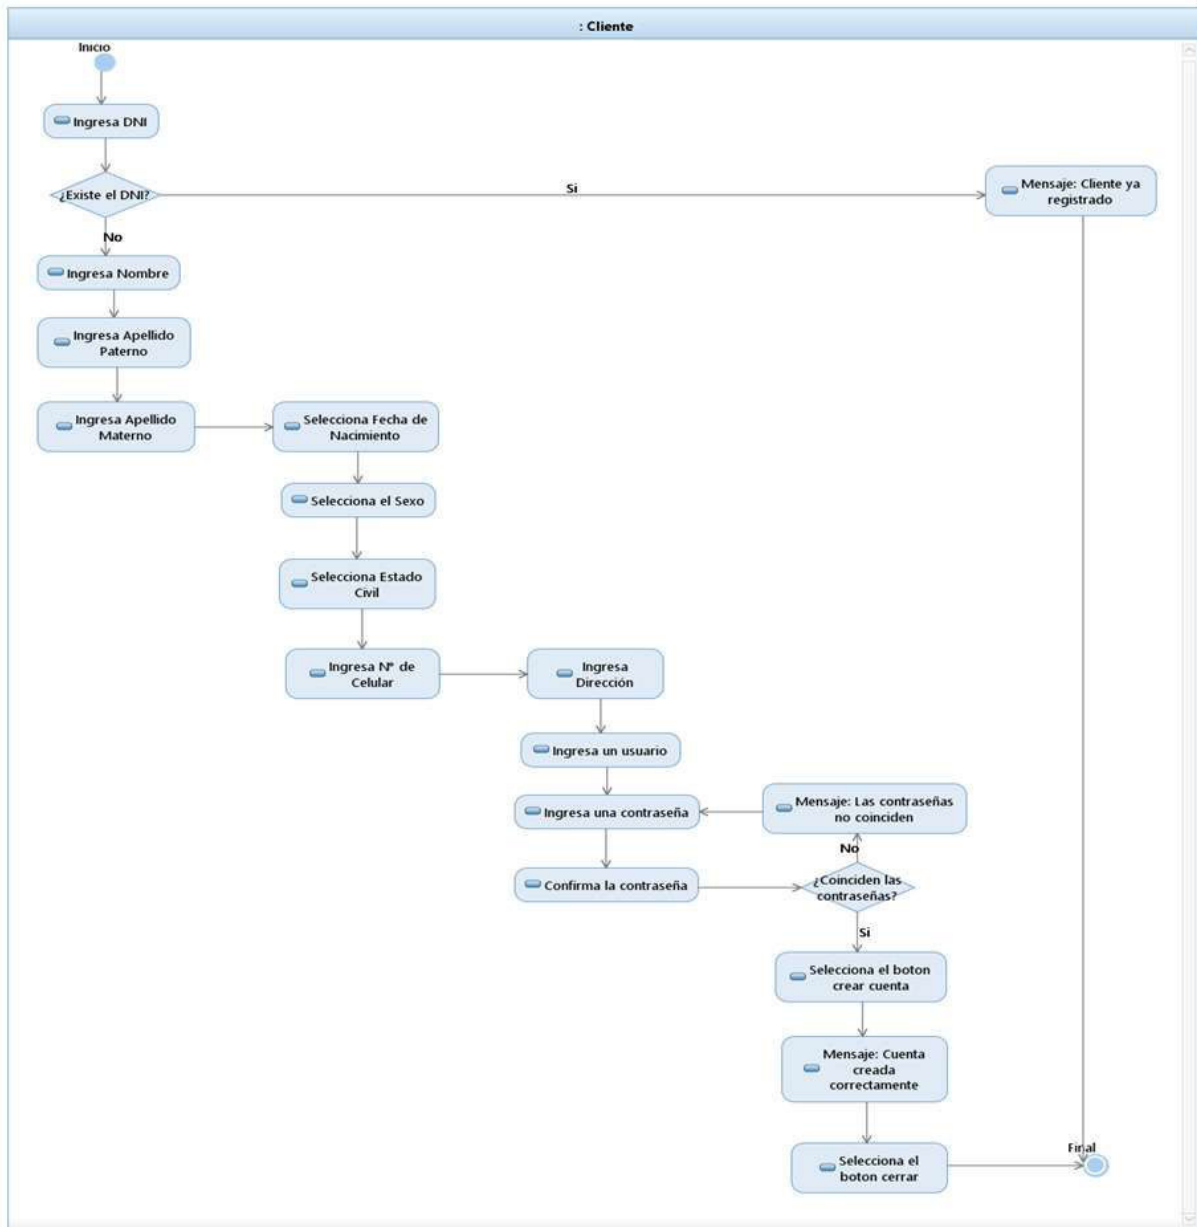 : Cliente
Inicio
Ingresa DNI
¿Existe el DNI?
Si
Mensaje: Cliente ya
registrado
No
Ingresa Nombre
Ingresa Apellido
Paterno
Ingresa Apellido
Materno
Selecciona Fecha de
Nacimiento
Selecciona el Sexo
Selecciona Estado
Civil
Ingresa Nº de
Celular
Ingresa
Dirección
Ingresa un usuario
Ingresa una contraseña
Mensaje: Las contraseñas
no coinciden
No
Confirma la contraseña
¿Coinciden las
contraseñas?
Si
Selecciona el boton
crear cuenta
Mensaje: Cuenta
creada
correctamente
Selecciona el
boton cerrar
Final